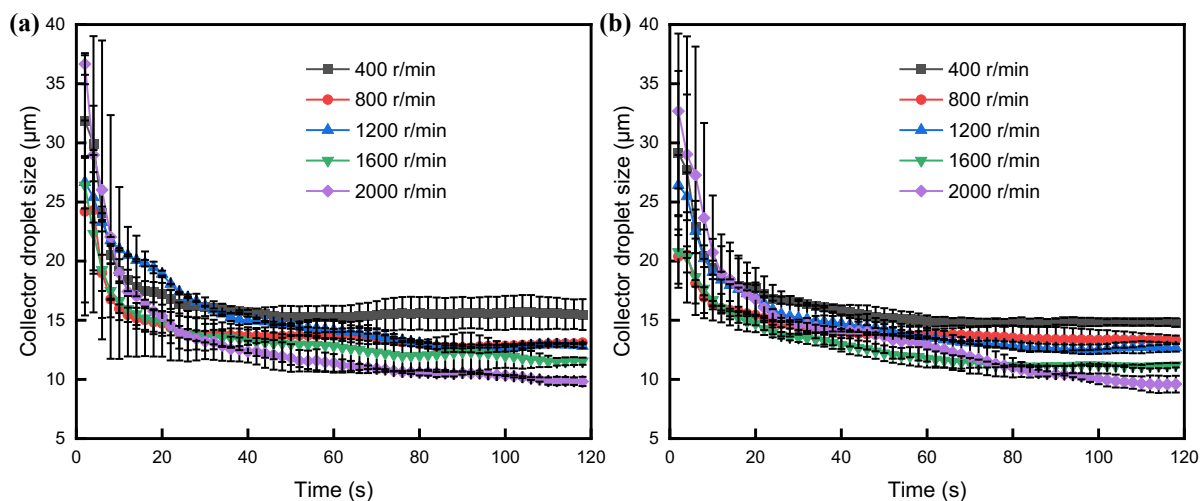 (a)
Collector droplet size (μm)
40
35
30
25
20
15
10
5
400 r/min
800 r/min
1200 r/min
1600 r/min
2000 r/min
0 20 40 60 80 100 120
Time (s)
(b)
Collector droplet size (μm)
40
35
30
25
20
15
10
5
400 r/min
800 r/min
1200 r/min
1600 r/min
2000 r/min
0 20 40 60 80 100 120
Time (s)